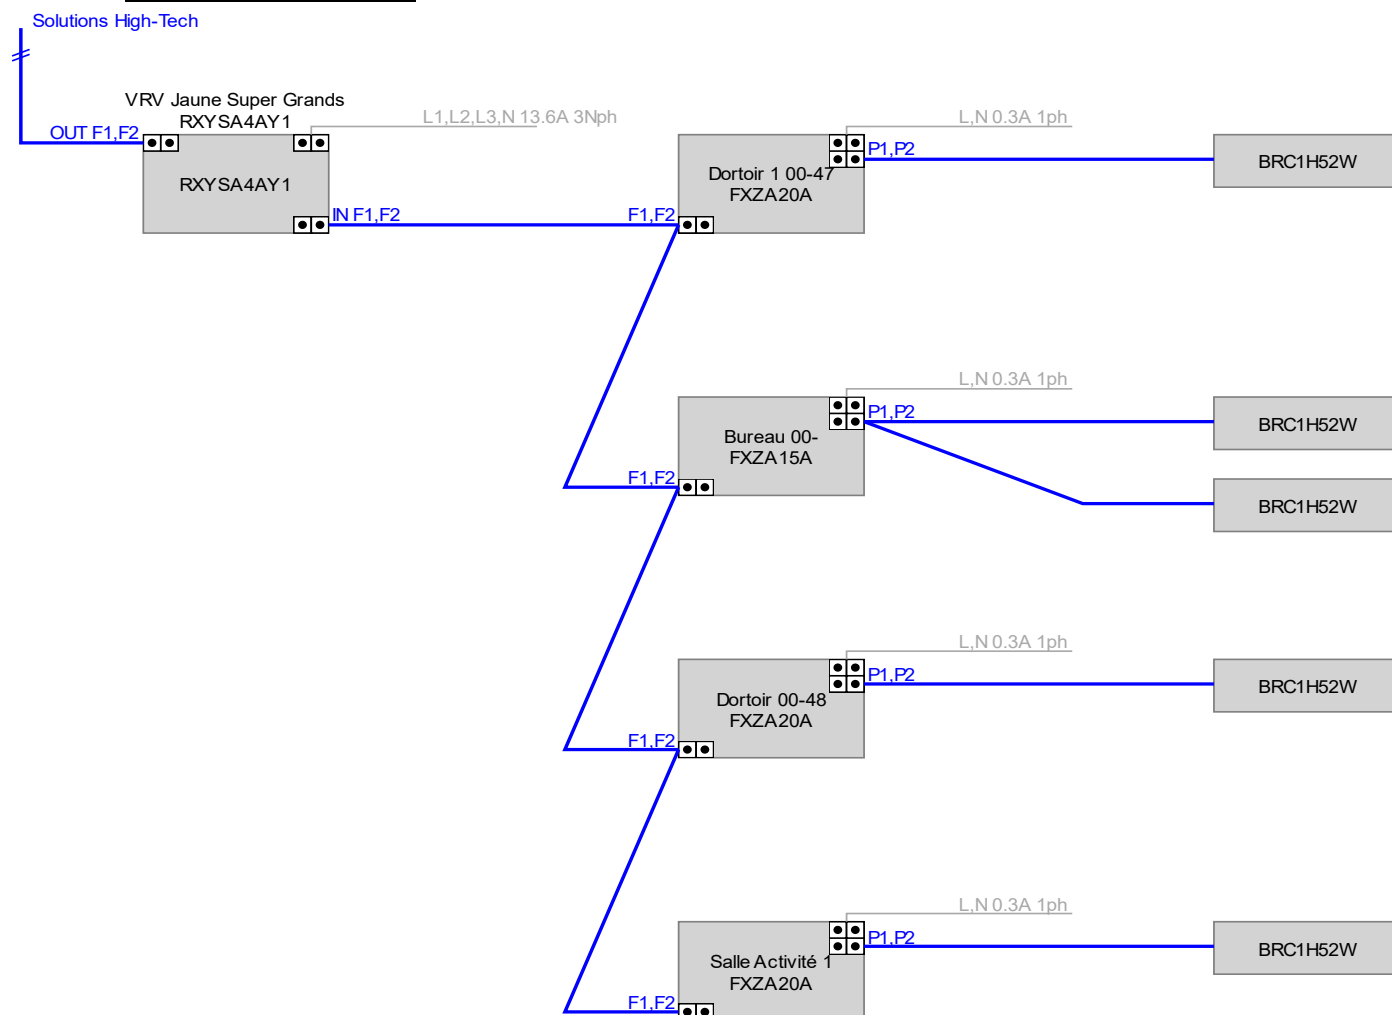 Solutions High-Tech
VRV Jaune Super Grands
RXYSA4AY1
OUT F1,F2
L1,L2,L3,N 13.6A 3Nph
RXYSA4AY1
IN F1,F2
L,N 0.3A 1ph
P1,P2
Dortoir 1 00-47
FXZA20A
F1,F2
BRC1H52W
L,N 0.3A 1ph
P1,P2
Bureau 00-
FXZA15A
F1,F2
BRC1H52W
BRC1H52W
L,N 0.3A 1ph
P1,P2
Dortoir 00-48
FXZA20A
F1,F2
BRC1H52W
L,N 0.3A 1ph
P1,P2
Salle Activité 1
FXZA20A
F1,F2
BRC1H52W